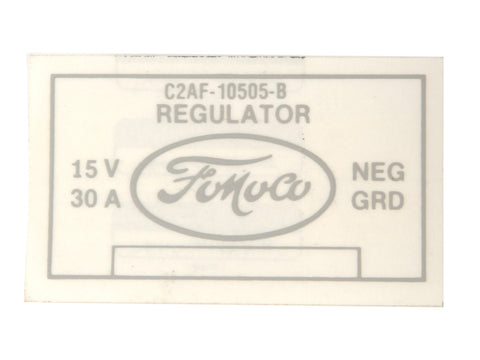 C2AF-10505-B
REGULATOR
15 V
30 A
FoMoCo
NEG
GRD